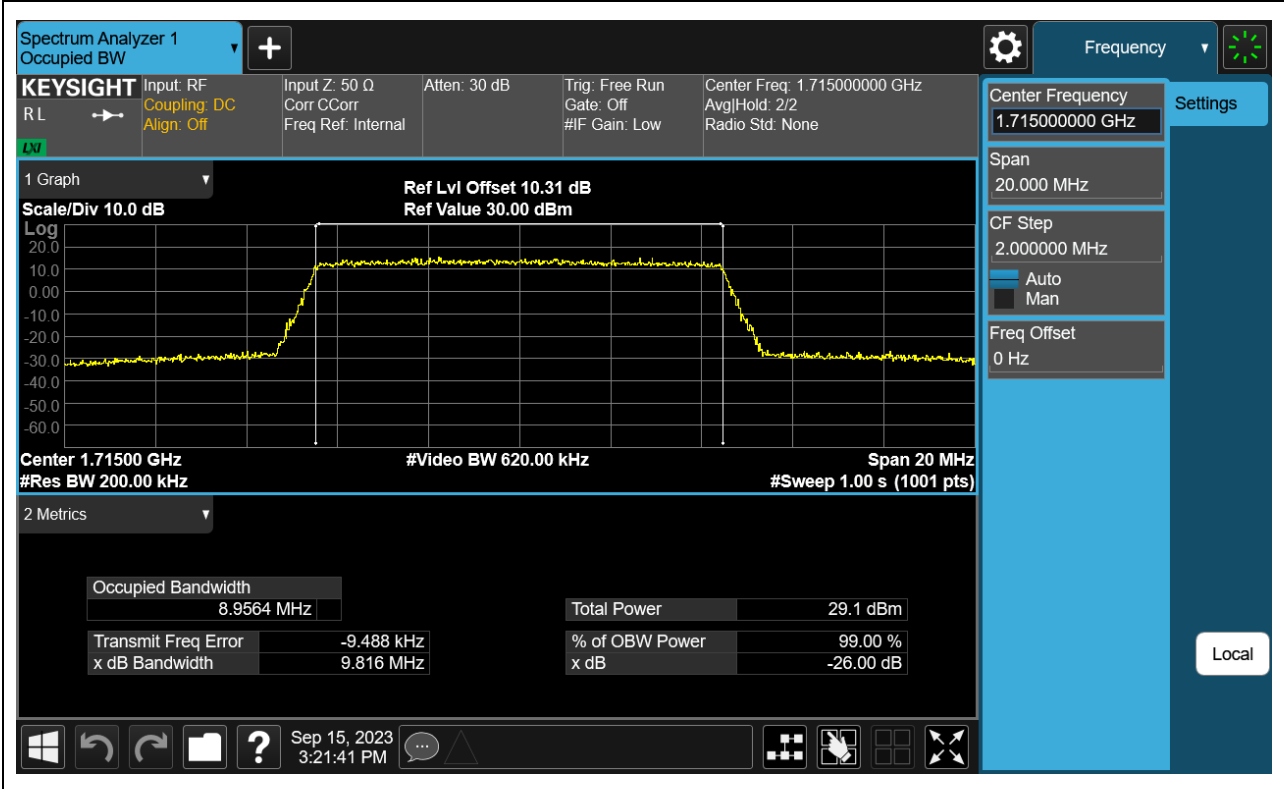 Spectrum Analyzer 1
Occupied BW
+
Frequency
KEYSIGHT
R L
LXI
Input: RF
Coupling: DC
Align: Off
Input Z: 50 Ω
Corr CCorr
Freq Ref: Internal
Atten: 30 dB
Trig: Free Run
Gate: Off
#IF Gain: Low
Center Freq: 1.715000000 GHz
Avg|Hold: 2/2
Radio Std: None
1 Graph
Scale/Div 10.0 dB
Ref Lvl Offset 10.31 dB
Ref Value 30.00 dBm
Log
20.0
10.0
0.00
-10.0
-20.0
-30.0
-40.0
-50.0
-60.0
Center 1.71500 GHz
#Video BW 620.00 kHz
Span 20 MHz
#Res BW 200.00 kHz
#Sweep 1.00 s (1001 pts)
2 Metrics
Occupied Bandwidth
8.9564 MHz
Total Power 29.1 dBm
Transmit Freq Error -9.488 kHz
% of OBW Power 99.00 %
x dB Bandwidth 9.816 MHz
x dB -26.00 dB
Center Frequency
1.715000000 GHz
Settings
Span
20.000 MHz
CF Step
2.000000 MHz
Auto
Man
Freq Offset
0 Hz
Local
?
Sep 15, 2023
3:21:41 PM